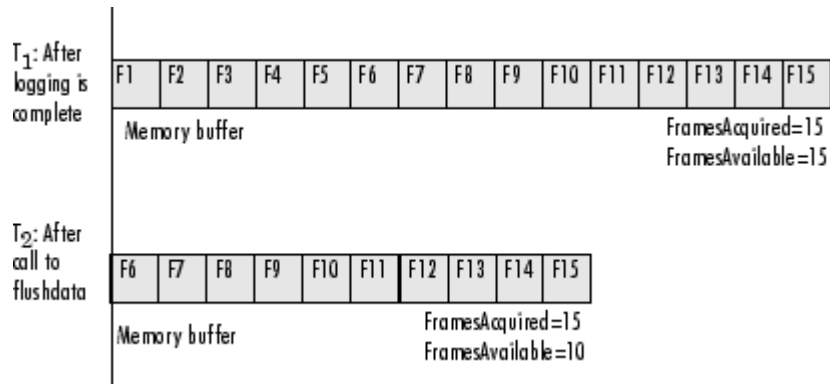 T1: After
logging is
complete
F1 F2 F3 F4 F5 F6 F7 F8 F9 F10 F11 F12 F13 F14 F15
Memory buffer
FramesAcquired=15
FramesAvailable=15
T2: After
call to
flushdata
F6 F7 F8 F9 F10 F11 F12 F13 F14 F15
Memory buffer
FramesAcquired=15
FramesAvailable=10